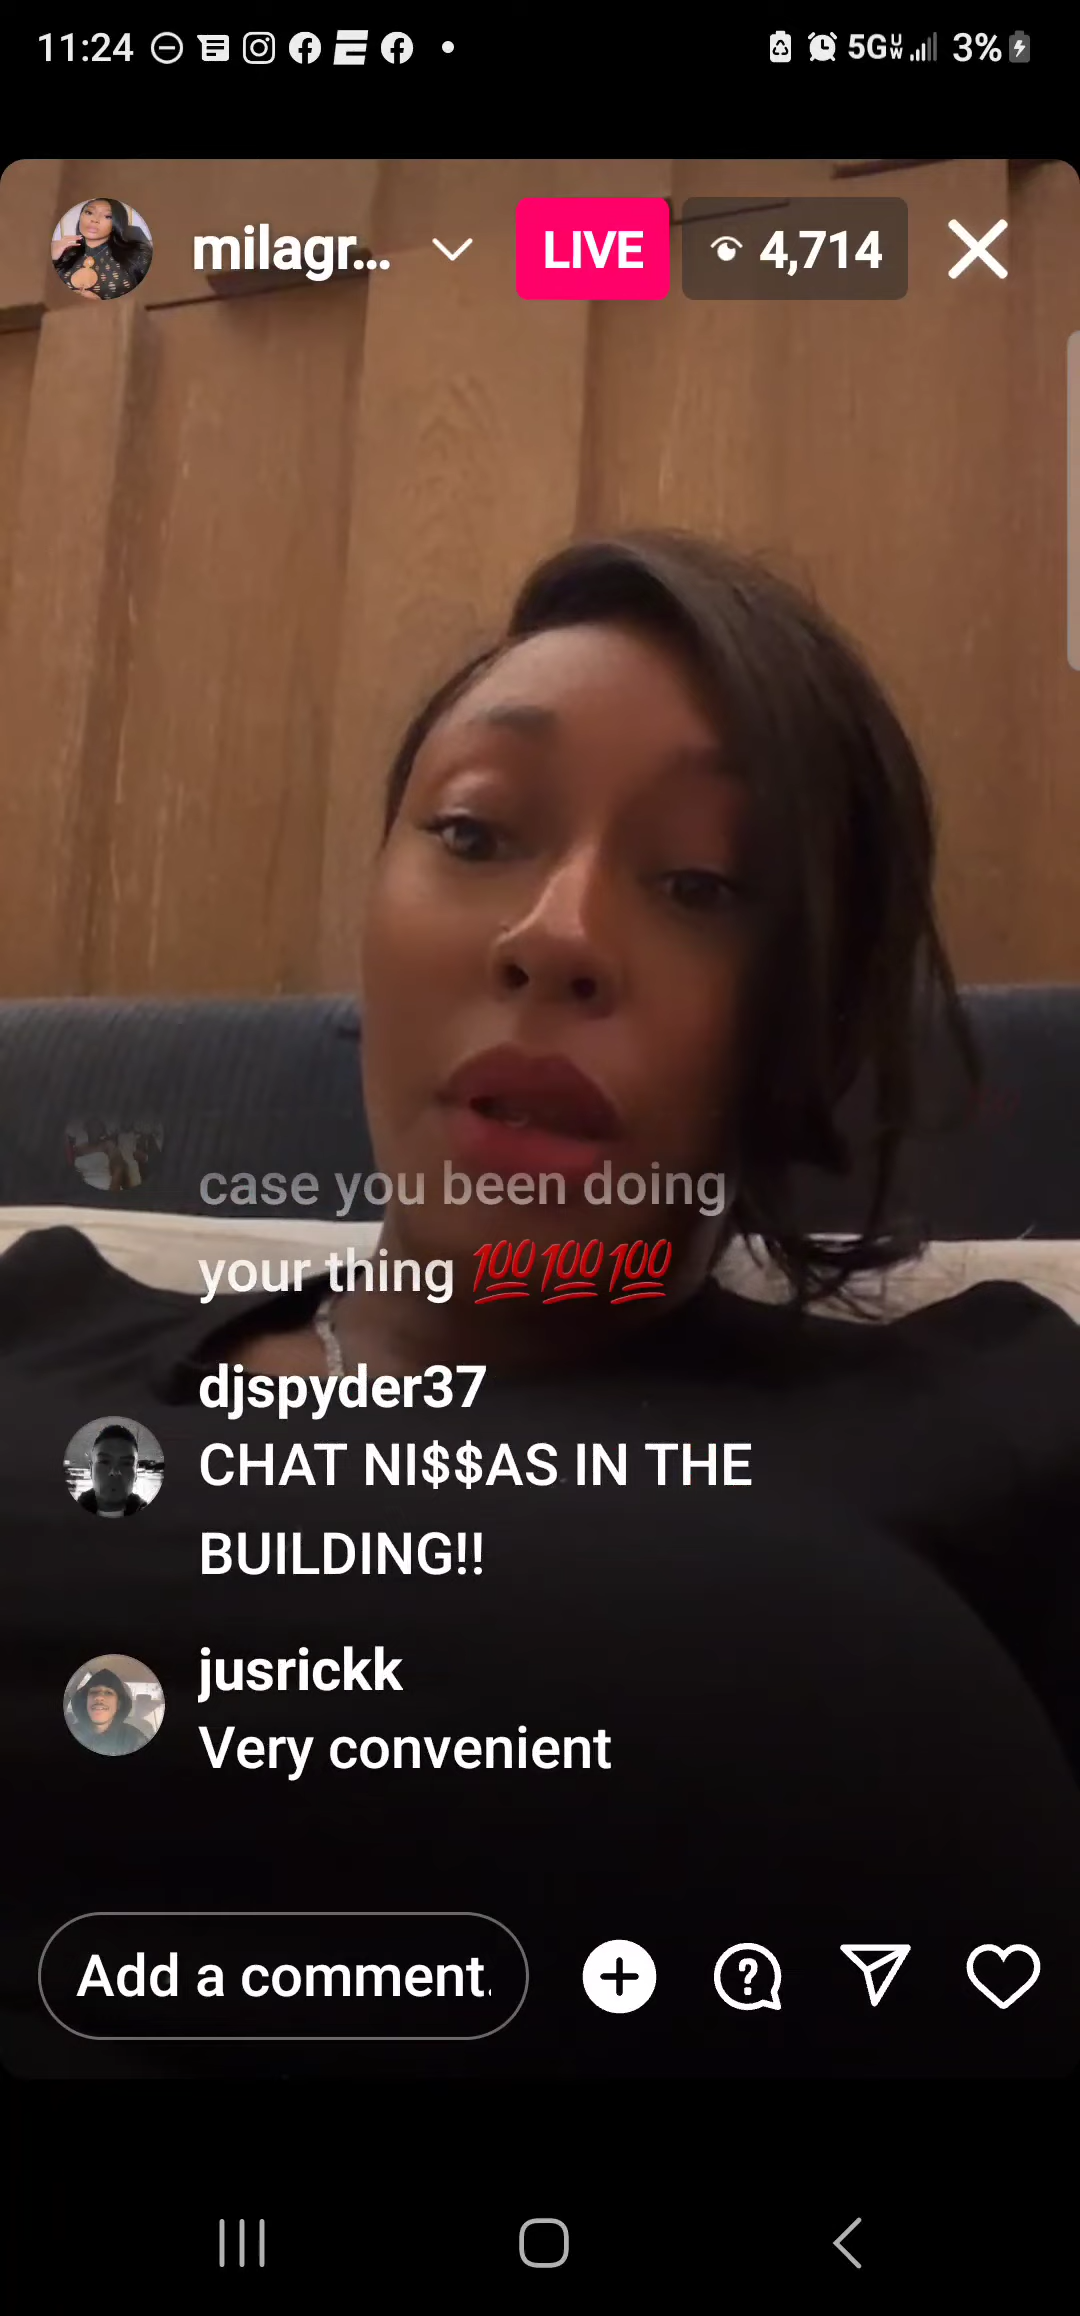 11:24
5G UW
3%
milagr...
LIVE
4,714
case you been doing
your thing 💯💯💯
djspyder37
CHAT NI$$AS IN THE
BUILDING!!
jusrickk
Very convenient
Add a comment.